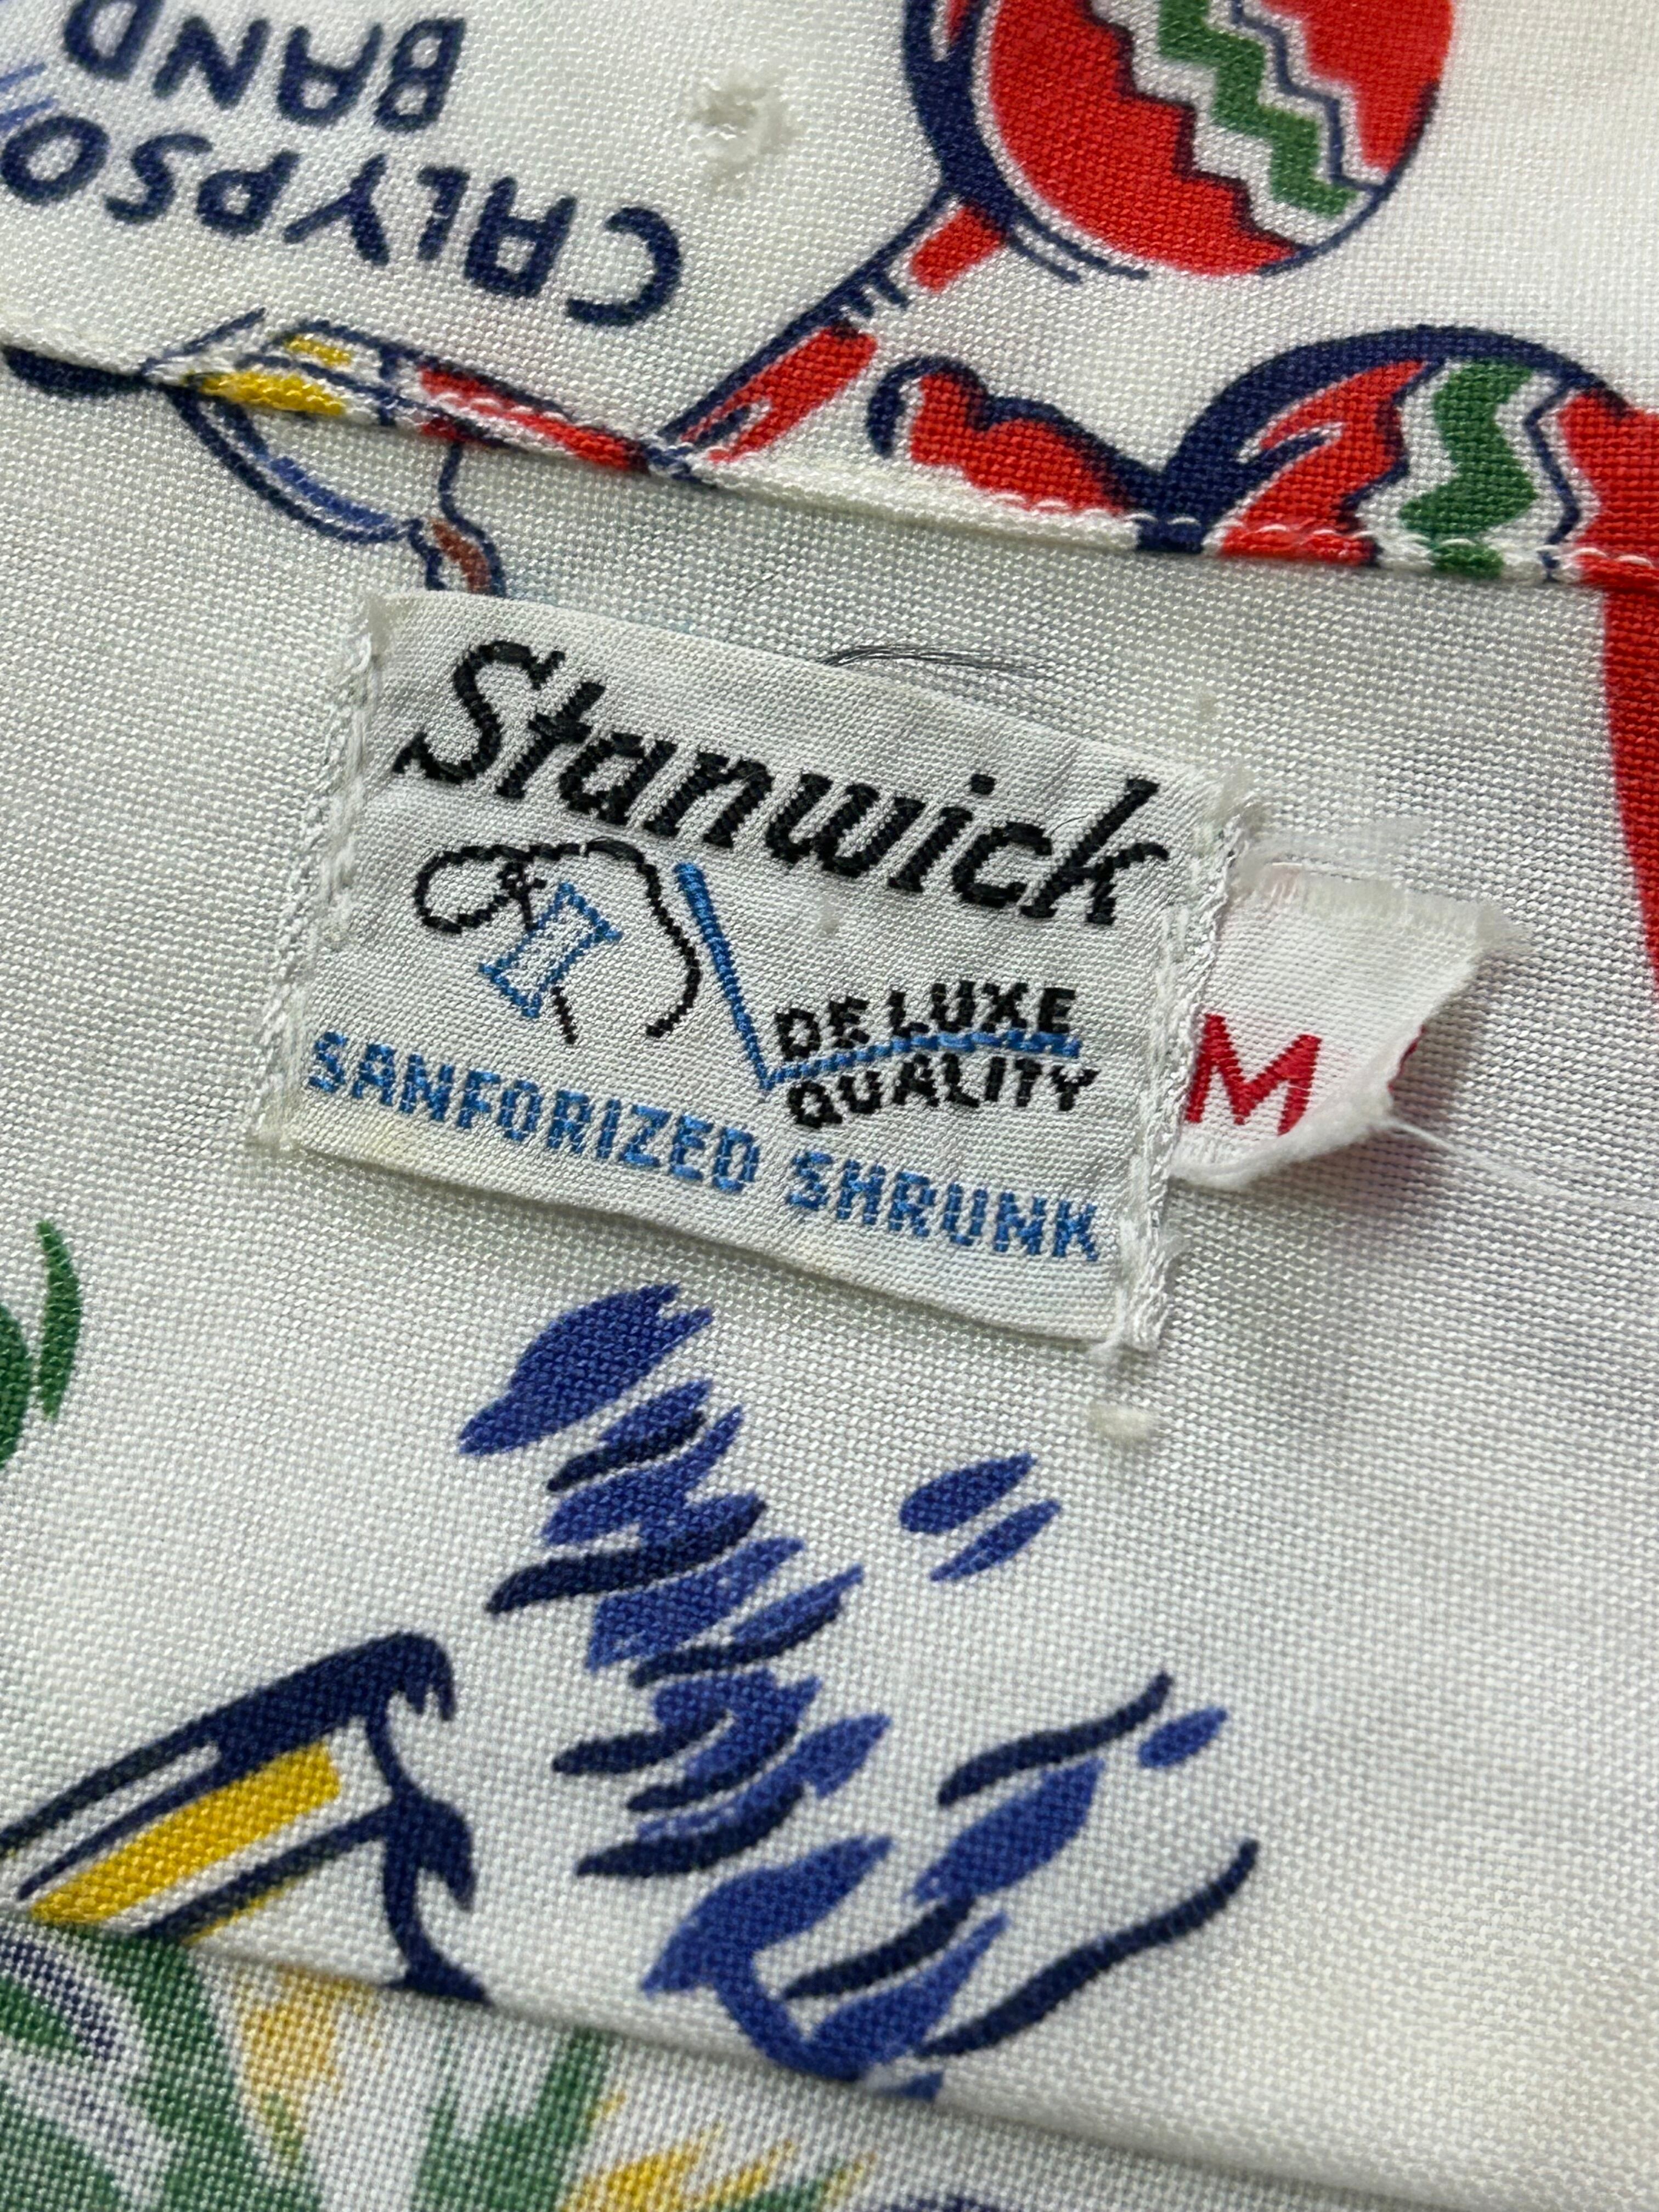 CALYPSO
BAND
Stanwick
DE LUXE
QUALITY
SANFORIZED SHRUNK
M